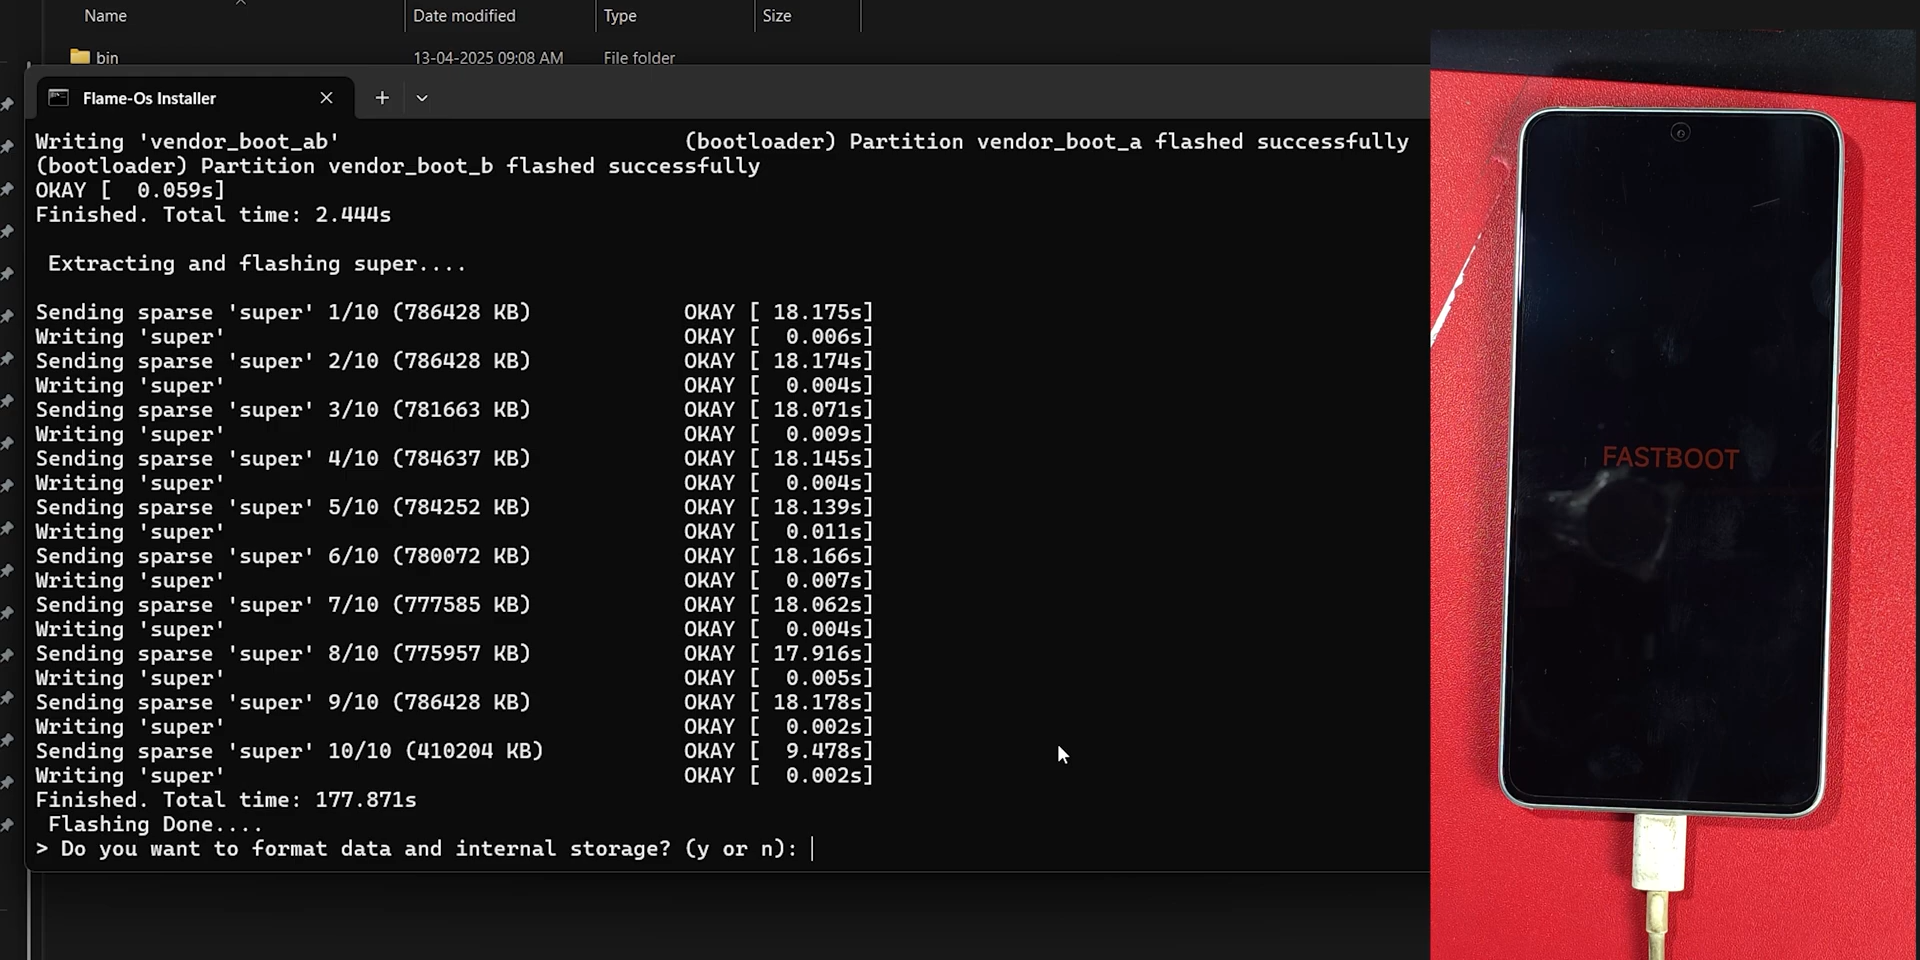 Name Date modified Type Size
bin 13-04-2025 09:08 AM File folder
Flame-Os Installer
Writing 'vendor_boot_ab' (bootloader) Partition vendor_boot_a flashed successfully
(bootloader) Partition vendor_boot_b flashed successfully
OKAY [  0.059s]
Finished. Total time: 2.444s
Extracting and flashing super....
Sending sparse 'super' 1/10 (786428 KB) OKAY [ 18.175s]
Writing 'super' OKAY [  0.006s]
Sending sparse 'super' 2/10 (786428 KB) OKAY [ 18.174s]
Writing 'super' OKAY [  0.004s]
Sending sparse 'super' 3/10 (781663 KB) OKAY [ 18.071s]
Writing 'super' OKAY [  0.009s]
Sending sparse 'super' 4/10 (784637 KB) OKAY [ 18.145s]
Writing 'super' OKAY [  0.004s]
Sending sparse 'super' 5/10 (784252 KB) OKAY [ 18.139s]
Writing 'super' OKAY [  0.011s]
Sending sparse 'super' 6/10 (780072 KB) OKAY [ 18.166s]
Writing 'super' OKAY [  0.007s]
Sending sparse 'super' 7/10 (777585 KB) OKAY [ 18.062s]
Writing 'super' OKAY [  0.004s]
Sending sparse 'super' 8/10 (775957 KB) OKAY [ 17.916s]
Writing 'super' OKAY [  0.005s]
Sending sparse 'super' 9/10 (786428 KB) OKAY [ 18.178s]
Writing 'super' OKAY [  0.002s]
Sending sparse 'super' 10/10 (410204 KB) OKAY [  9.478s]
Writing 'super' OKAY [  0.002s]
Finished. Total time: 177.871s
Flashing Done....
> Do you want to format data and internal storage? (y or n):
FASTBOOT